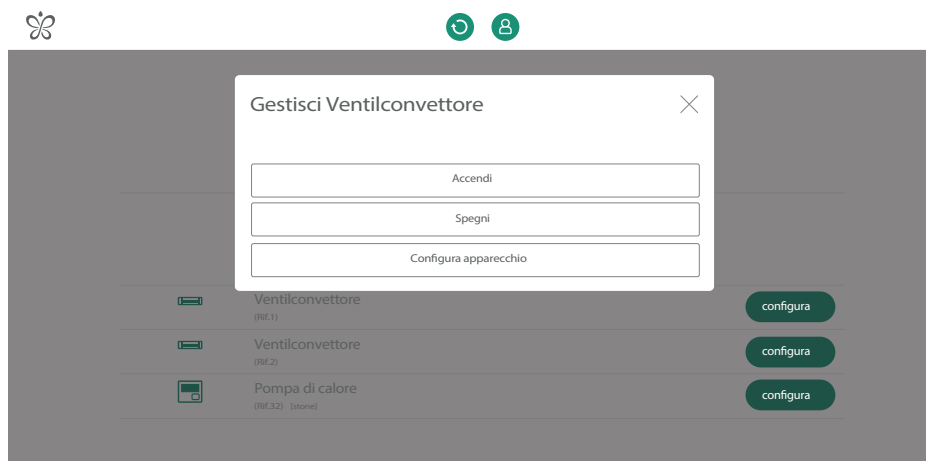 Gestisci Ventilconvettore
Accendi
Spegni
Configura apparecchio
Ventilconvettore
(Rif.1)
configura
Ventilconvettore
(Rif.2)
configura
Pompa di calore
(Rif.32) [stone]
configura